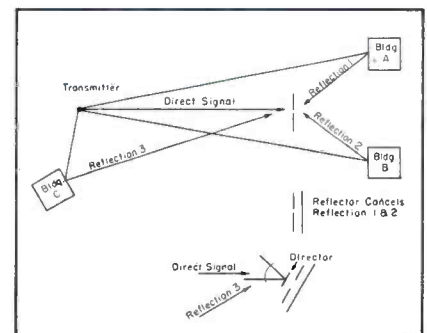 Bldg
A
Transmitter
Reflection 1
Direct Signal
Reflection 2
Reflection 3
Bldg
B
Bldg
C
Reflector Cancels
Reflection 1 & 2
Director
Direct Signal
Reflection 3